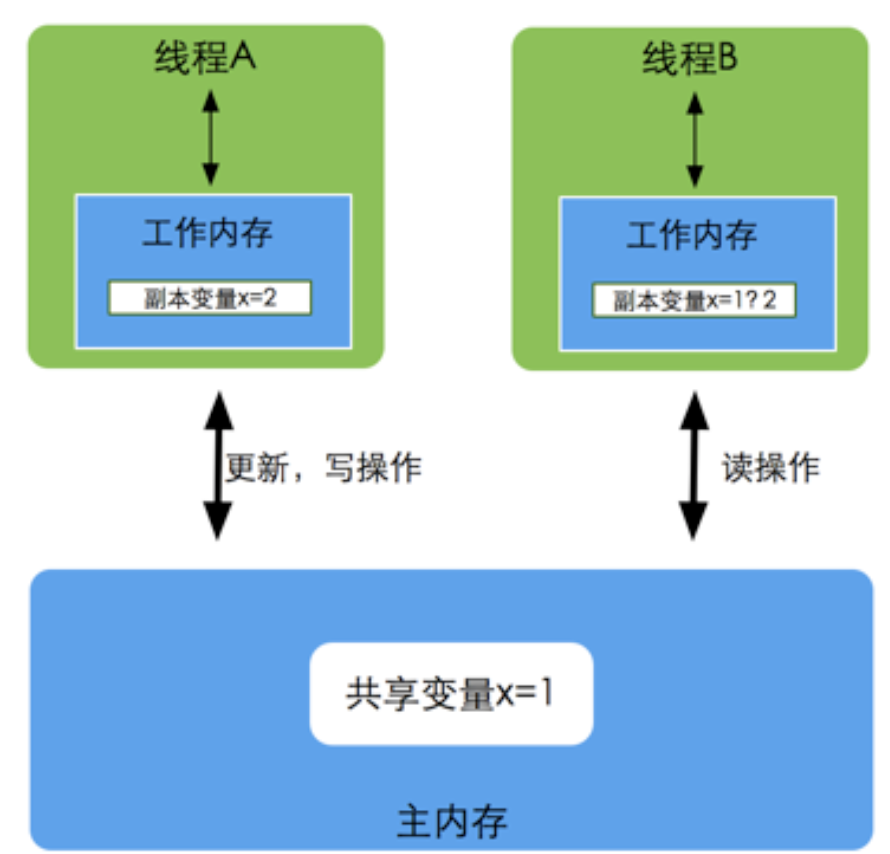 线程A
线程B
工作内存
工作内存
副本变量x=2
副本变量x=1?2
更新，写操作
读操作
共享变量x=1
主内存